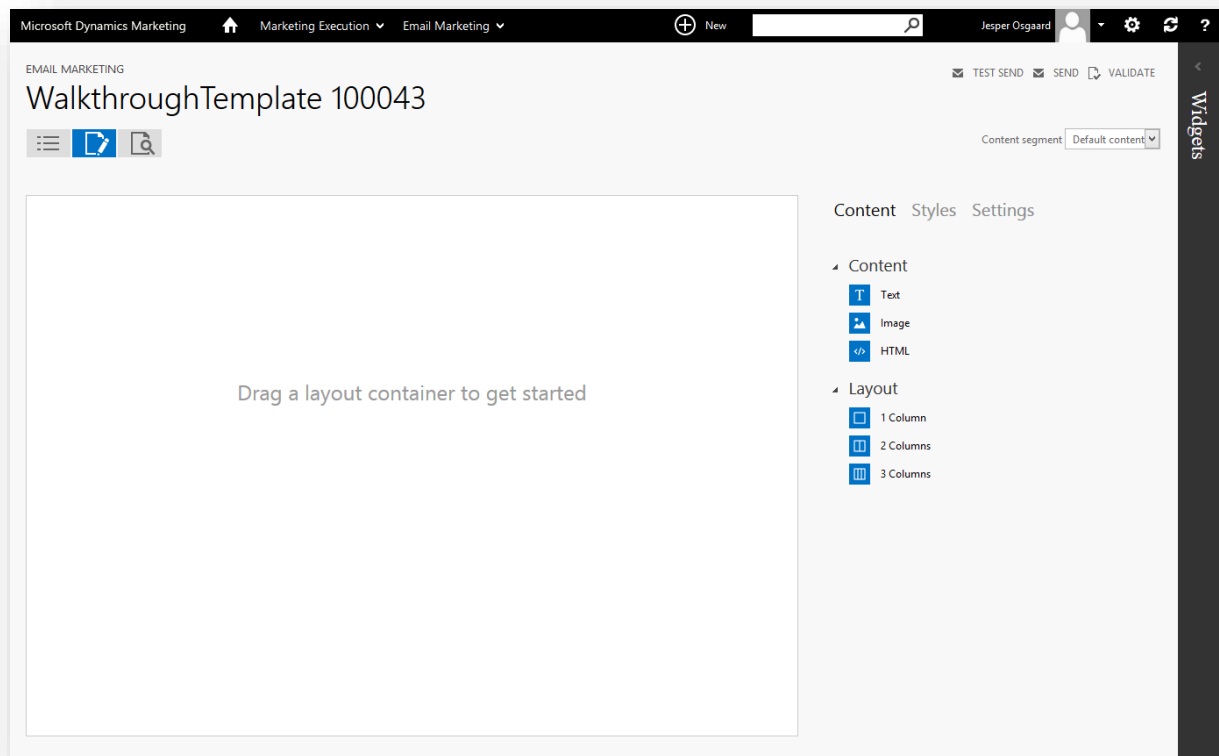 Microsoft Dynamics Marketing Marketing Execution Email Marketing New Jesper Osgaard ?
EMAIL MARKETING
TEST SEND SEND VALIDATE
WalkthroughTemplate 100043
Widgets
Content segment Default content
Content Styles Settings
Content
T Text
Image
</> HTML
Drag a layout container to get started
Layout
1 Column
2 Columns
3 Columns